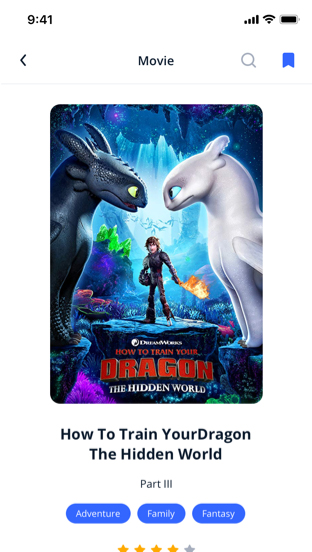 9:41
Movie
DREAMWORKS
HOW TO TRAIN YOUR
DRAGON
THE HIDDEN WORLD
How To Train YourDragon
The Hidden World
Part III
Adventure Family Fantasy